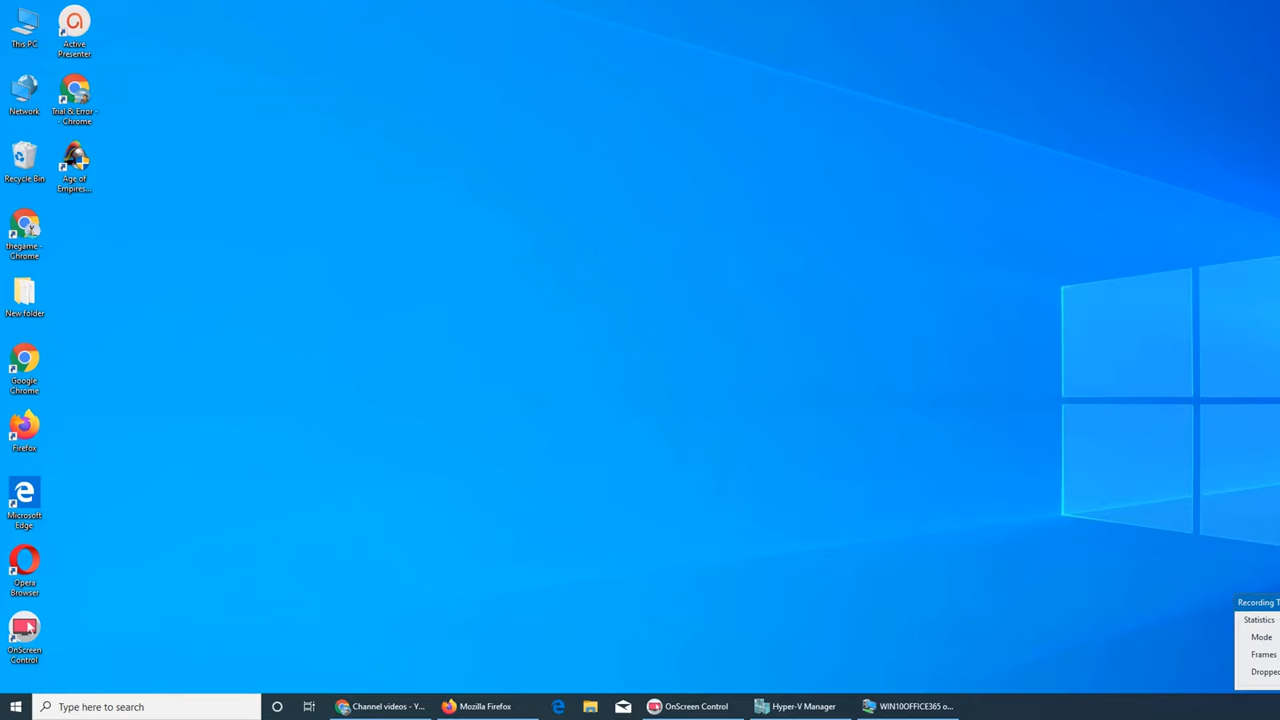 This PC
Active
Presenter
Network
Trial & Error -
- Chrome
Recycle Bin
Age of
Empires...
thegame -
Chrome
New folder
Google
Chrome
Firefox
Microsoft
Edge
Opera
Browser
OnScreen
Control
Recording T
Statistics
Mode
Frames
Dropped
Type here to search
Channel videos - Y...
Mozilla Firefox
OnScreen Control
Hyper-V Manager
WIN10OFFICE365 o...